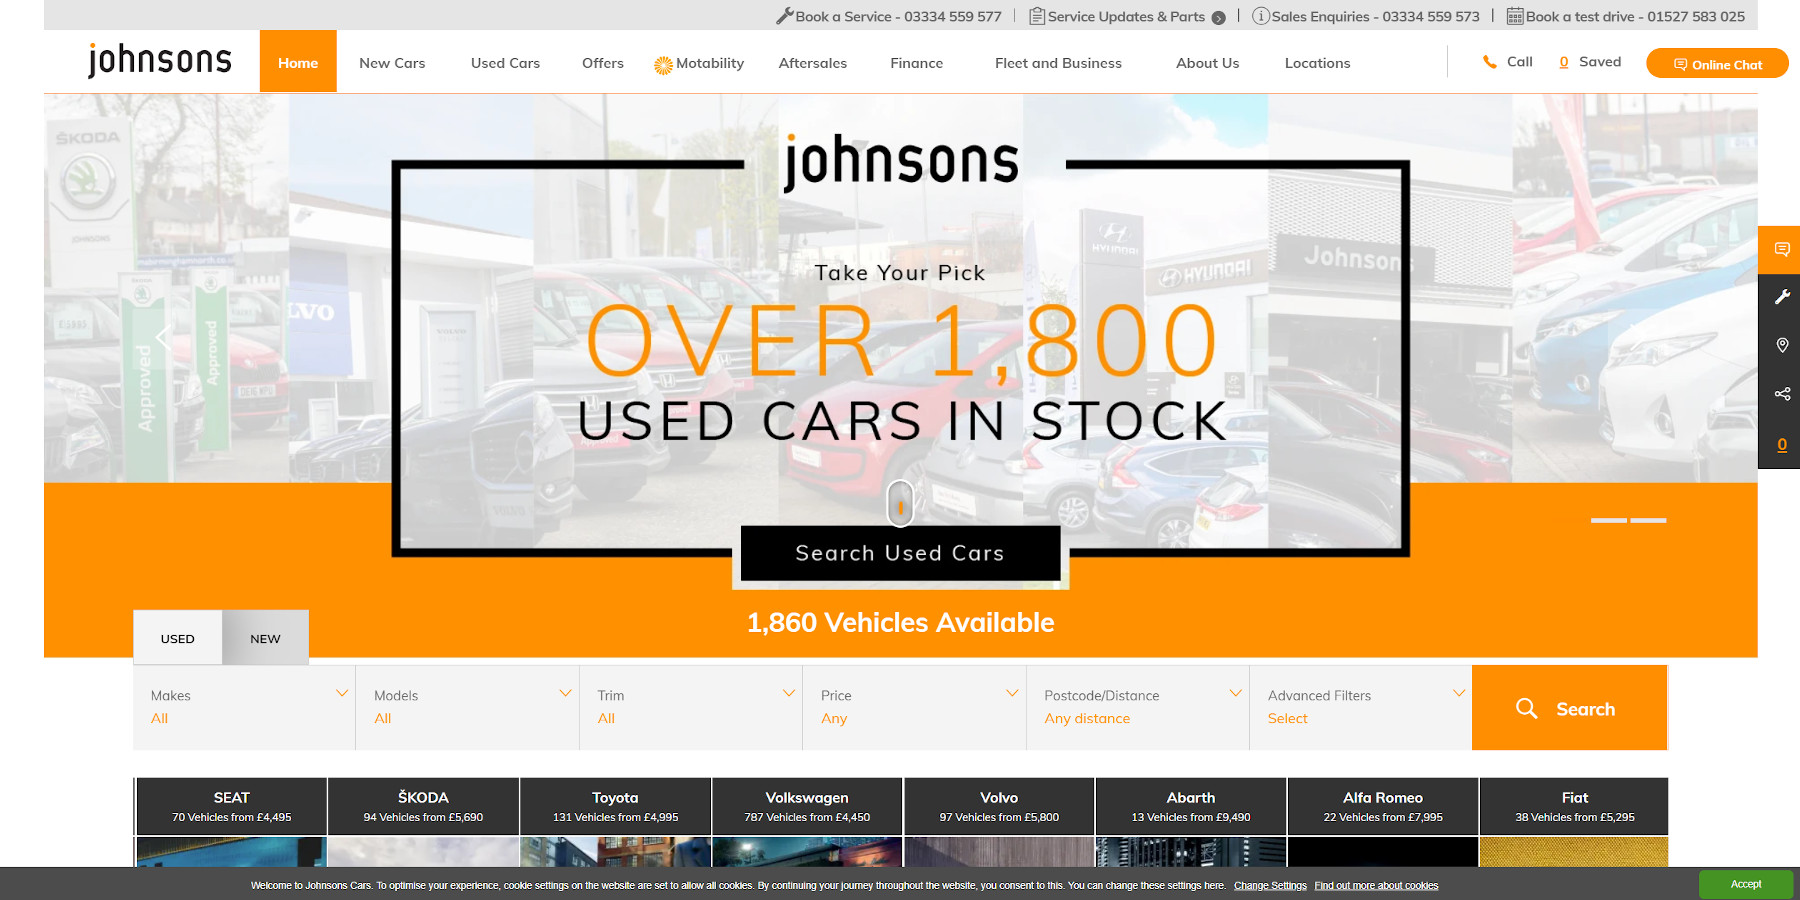 Book a Service - 03334 559 577
Service Updates & Parts
Sales Enquiries - 03334 559 573
Book a test drive - 01527 583 025
johnsons
Home
New Cars
Used Cars
Offers
Motability
Aftersales
Finance
Fleet and Business
About Us
Locations
Call
0 Saved
Online Chat
johnsons
ŠKODA
JOHNSONS
Take Your Pick
OVER 1,800
USED CARS IN STOCK
HYUNDAI
HYUNDAI
Johnsons
Approved
Approved
0
Search Used Cars
1,860 Vehicles Available
USED
NEW
Makes
All
Models
All
Trim
All
Price
Any
Postcode/Distance
Any distance
Advanced Filters
Select
Search
SEAT
70 Vehicles from £4,495
ŠKODA
94 Vehicles from £5,690
Toyota
131 Vehicles from £4,995
Volkswagen
787 Vehicles from £4,450
Volvo
97 Vehicles from £5,800
Abarth
13 Vehicles from £9,490
Alfa Romeo
22 Vehicles from £7,995
Fiat
38 Vehicles from £5,295
Welcome to Johnsons Cars. To optimise your experience, cookie settings on the website are set to allow all cookies. By continuing your journey throughout the website, you consent to this. You can change these settings here. Change Settings Find out more about cookies
Accept